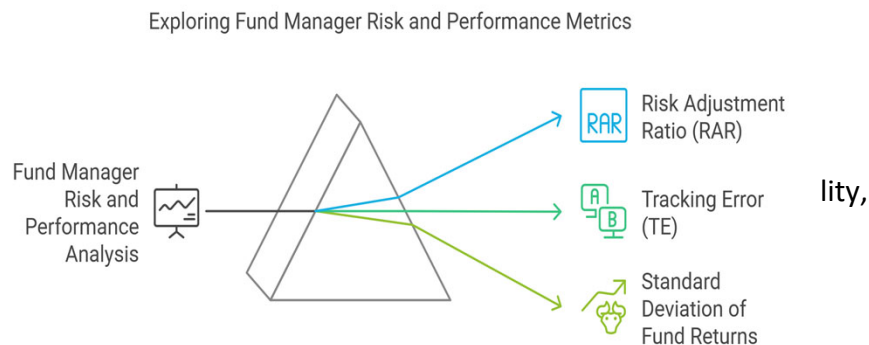 Exploring Fund Manager Risk and Performance Metrics
Fund Manager
Risk and
Performance
Analysis
RAR
Risk Adjustment
Ratio (RAR)
A
B
Tracking Error
(TE)
lity,
Standard
Deviation of
Fund Returns